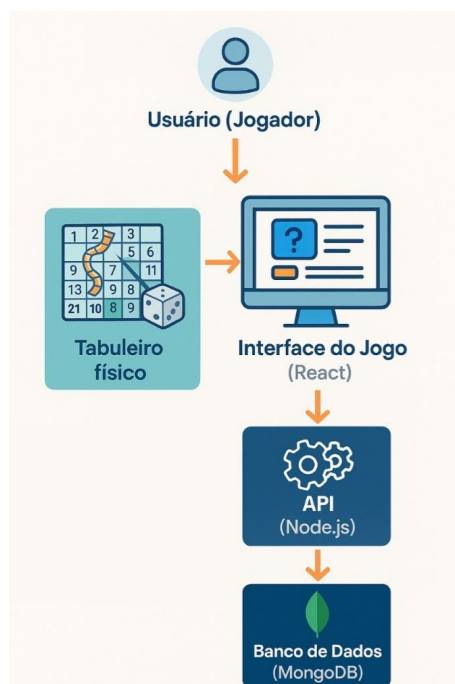 Usuário (Jogador)
1 2 3
5 6
9 7 11
13 9 8
21 10 8 9
?
Tabuleiro
físico
Interface do Jogo
(React)
API
(Node.js)
Banco de Dados
(MongoDB)